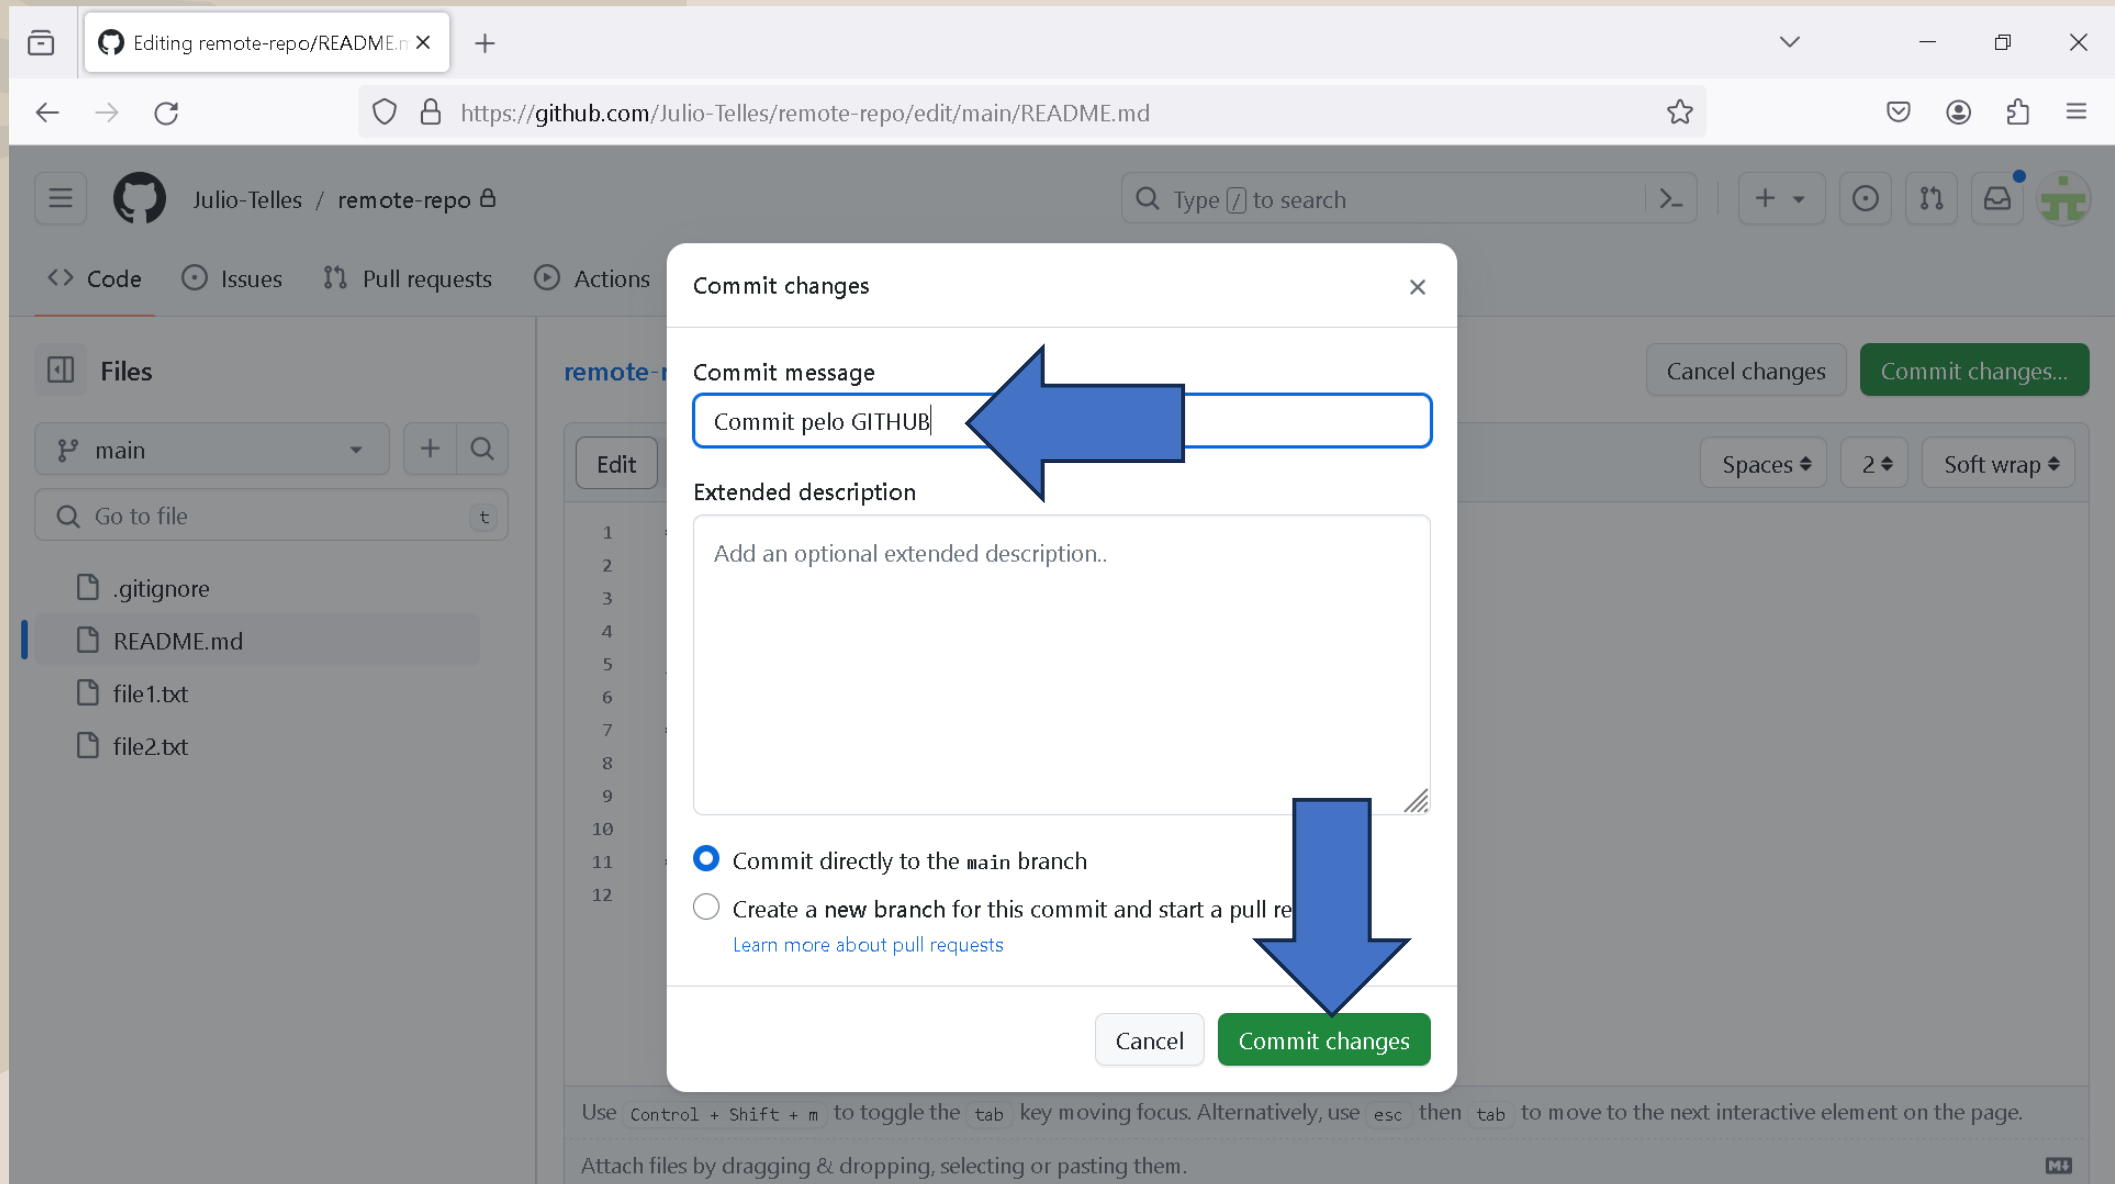 Editing remote-repo/README.m
https://github.com/Julio-Telles/remote-repo/edit/main/README.md
Julio-Telles / remote-repo
Type / to search
Code Issues Pull requests Actions
Commit changes
Files
remote-r
Cancel changes
Commit changes...
Commit message
Commit pelo GITHUB
main
Edit
Spaces 2 Soft wrap
Extended description
Go to file t
Add an optional extended description..
1
2
3
4
5
6
7
8
9
10
11
12
.gitignore
README.md
file1.txt
file2.txt
Commit directly to the main branch
Create a new branch for this commit and start a pull re
Learn more about pull requests
Cancel
Commit changes
Use Control + Shift + m to toggle the tab key moving focus. Alternatively, use esc then tab to move to the next interactive element on the page.
Attach files by dragging & dropping, selecting or pasting them.